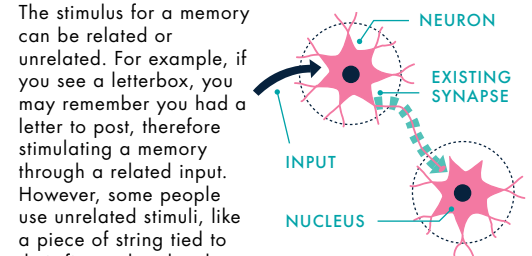 The stimulus for a memory
can be related or
unrelated. For example, if
you see a letterbox, you
may remember you had a
letter to post, therefore
stimulating a memory
through a related input.
However, some people
use unrelated stimuli, like
a piece of string tied to
NEURON
EXISTING
SYNAPSE
INPUT
NUCLEUS